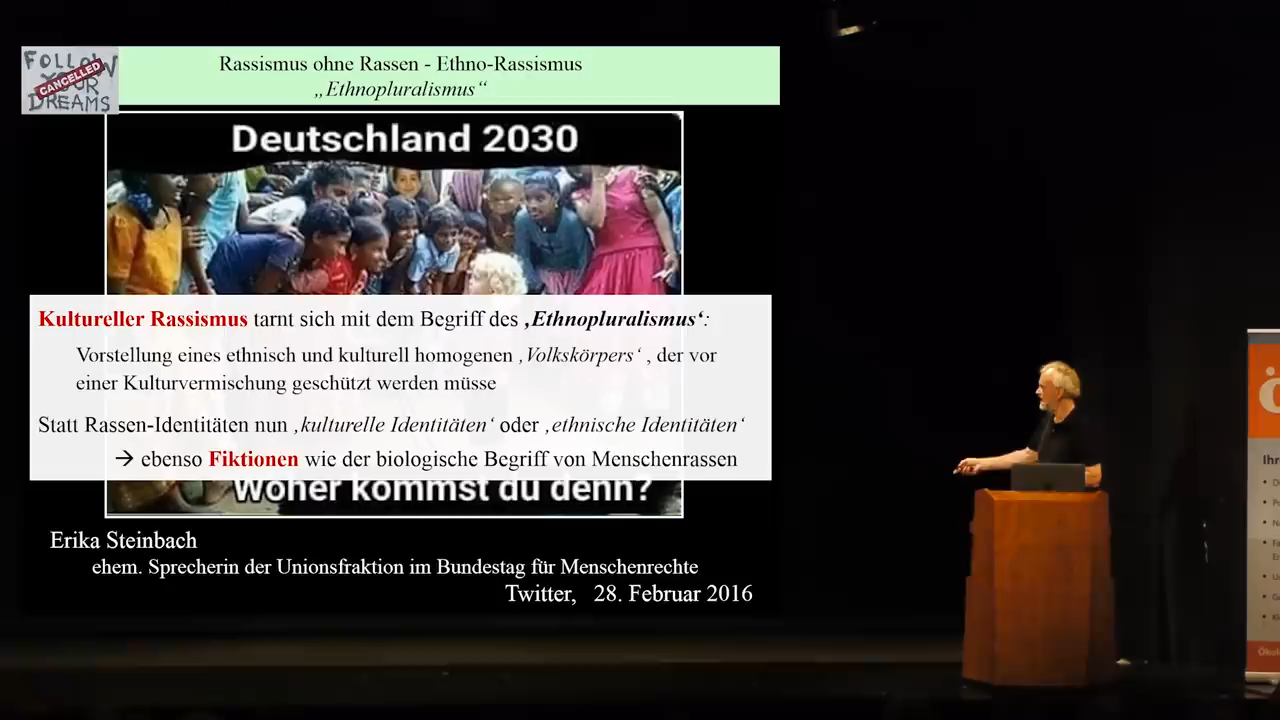 FOLLOW
YOUR
DREAMS
CANCELLED
Rassismus ohne Rassen - Ethno-Rassismus
„Ethnopluralismus“
Deutschland 2030
Kultureller Rassismus tarnt sich mit dem Begriff des ‚Ethnopluralismus‘:
Vorstellung eines ethnisch und kulturell homogenen ‚Volkskörpers‘ , der vor
einer Kulturvermischung geschützt werden müsse
Statt Rassen-Identitäten nun ‚kulturelle Identitäten‘ oder ‚ethnische Identitäten‘
→ ebenso Fiktionen wie der biologische Begriff von Menschenrassen
Woher kommst du denn?
Erika Steinbach
ehem. Sprecherin der Unionsfraktion im Bundestag für Menschenrechte
Twitter, 28. Februar 2016
ö
Ihr